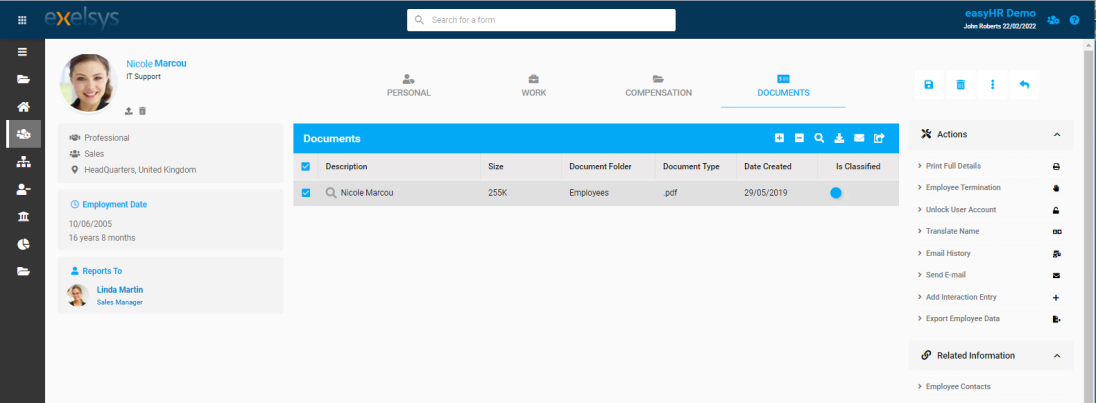 exelsys
Search for a form
easyHR Demo
John Roberts 22/02/2022
Nicole Marcou
IT Support
PERSONAL
WORK
COMPENSATION
DOCUMENTS
Professional
Sales
HeadQuarters, United Kingdom
Employment Date
10/06/2005
16 years 8 months
Reports To
Linda Martin
Sales Manager
Documents
Description Size Document Folder Document Type Date Created Is Classified
Nicole Marcou 255K Employees .pdf 29/05/2019
Actions
Print Full Details
Employee Termination
Unlock User Account
Translate Name
Email History
Send E-mail
Add Interaction Entry
Export Employee Data
Related Information
Employee Contacts